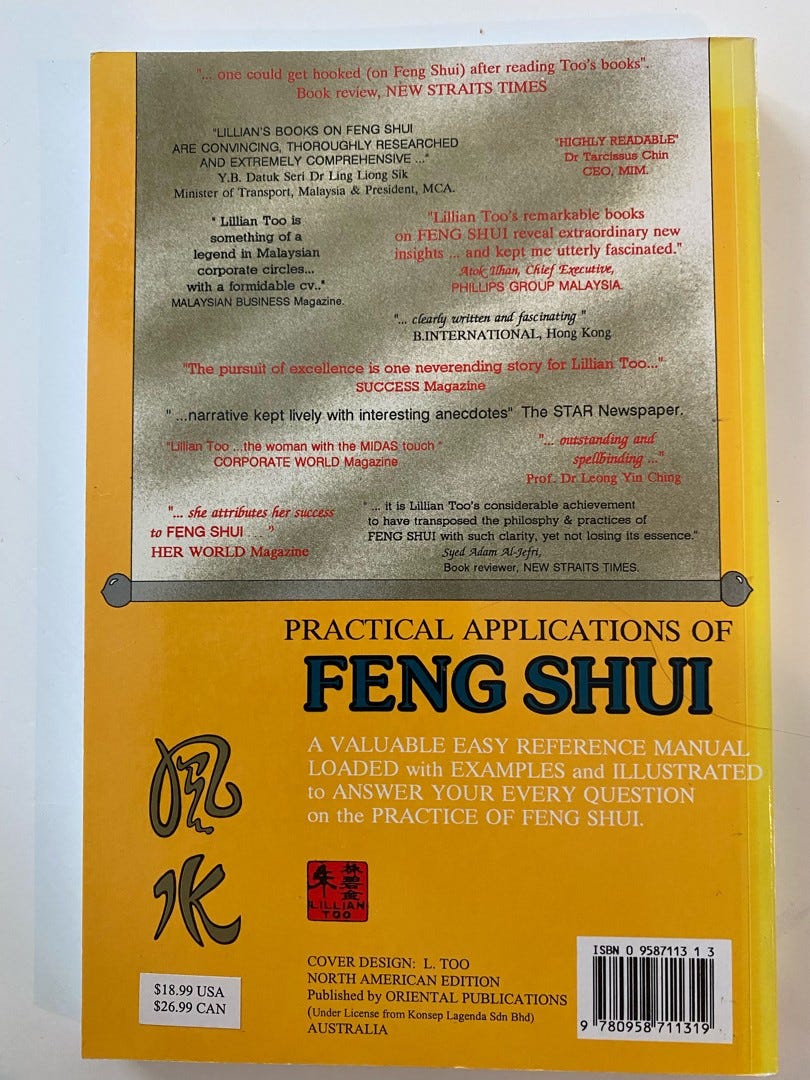 "... one could get hooked (on Feng Shui) after reading Too's books".
Book review, NEW STRAITS TIMES
"LILLIAN'S BOOKS ON FENG SHUI
ARE CONVINCING, THOROUGHLY RESEARCHED
AND EXTREMELY COMPREHENSIVE ..."
Y.B. Datuk Seri Dr Ling Liong Sik
Minister of Transport, Malaysia & President, MCA.
"HIGHLY READABLE"
Dr Tarcissus Chin
CEO, MIM.
" Lillian Too is
something of a
legend in Malaysian
corporate circles...
with a formidable cv.."
MALAYSIAN BUSINESS Magazine.
"Lillian Too's remarkable books
on FENG SHUI reveal extraordinary new
insights ... and kept me utterly fascinated."
Atok Ilhan, Chief Executive,
PHILLIPS GROUP MALAYSIA.
"... clearly written and fascinating "
B.INTERNATIONAL, Hong Kong
"The pursuit of excellence is one neverending story for Lillian Too..."
SUCCESS Magazine
" ...narrative kept lively with interesting anecdotes" The STAR Newspaper.
"Lillian Too ...the woman with the MIDAS touch "
CORPORATE WORLD Magazine
"... outstanding and
spellbinding ..."
Prof. Dr Leong Yin Ching
"... she attributes her success
to FENG SHUI ... "
HER WORLD Magazine
" ... it is Lillian Too's considerable achievement
to have transposed the philosphy & practices of
FENG SHUI with such clarity, yet not losing its essence."
Syed Adam Al-Jefri,
Book reviewer, NEW STRAITS TIMES.
PRACTICAL APPLICATIONS OF
FENG SHUI
A VALUABLE EASY REFERENCE MANUAL
LOADED with EXAMPLES and ILLUSTRATED
to ANSWER YOUR EVERY QUESTION
on the PRACTICE OF FENG SHUI.
風
水
朱 林碧金
LILLIAN
TOO
COVER DESIGN: L. TOO
NORTH AMERICAN EDITION
Published by ORIENTAL PUBLICATIONS
(Under License from Konsep Lagenda Sdn Bhd)
AUSTRALIA
$18.99 USA
$26.99 CAN
ISBN 0 9587113 1 3
9 780958 711319